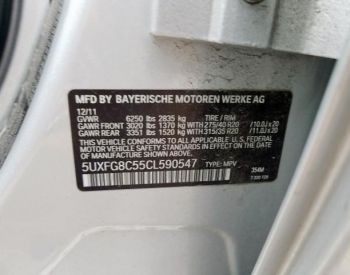 MFD BY BAYERISCHE MOTOREN WERKE AG
12/11
GVWR 6250 lbs 2835 kg TIRE / RIM
GAWR FRONT 3020 lbs 1370 kg WITH 275/40 R20 /10.0J x 20
GAWR REAR 3351 lbs 1520 kg WITH 315/35 R20 /11.0J x 20
THIS VEHICLE CONFORMS TO ALL APPLICABLE
U.S. FEDERAL MOTOR VEHICLE SAFETY
STANDARDS IN EFFECT ON THE DATE OF
MANUFACTURE SHOWN ABOVE.
5UXFG8C55CL590547 TYPE: MPV 354M